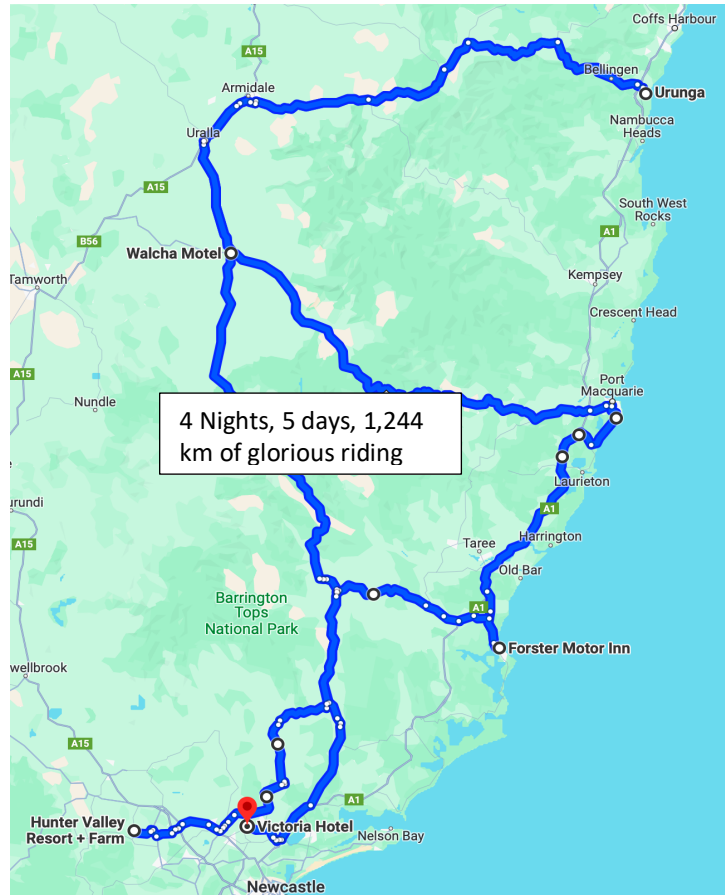 Coffs Harbour
A15
Bellingen
Armidale
Urunga
Uralla
Nambucca
Heads
A15
South West
Rocks
A1
B56
Walcha Motel
Kempsey
Tamworth
Crescent Head
A15
Port
Macquarie
Nundle
4 Nights, 5 days, 1,244
km of glorious riding
Laurieton
A1
urundi
A15
Harrington
Taree
Old Bar
Barrington
Tops
National Park
A1
Forster Motor Inn
wellbrook
A15
A1
Hunter Valley
Resort + Farm
Victoria Hotel
Nelson Bay
Newcastle